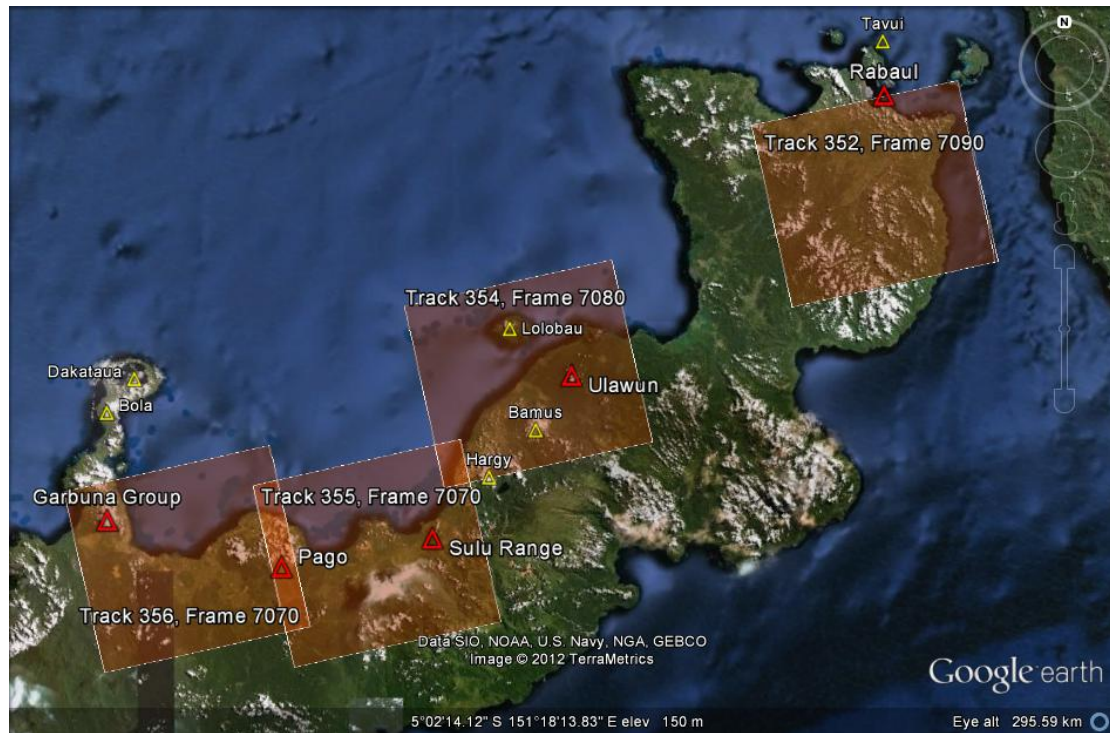 N
Tavui
Rabaul
Track 352, Frame 7090
Track 354, Frame 7080
Lolobau
Dakataua
Ulawun
Bola
Bamus
Hargy
Garbuna Group
Track 355, Frame 7070
Pago
Sulu Range
Track 356, Frame 7070
Data SIO, NOAA, U.S. Navy, NGA, GEBCO
Image © 2012 TerraMetrics
Google earth
5°02'14.12" S 151°18'13.83" E elev 150 m
Eye alt 295.59 km